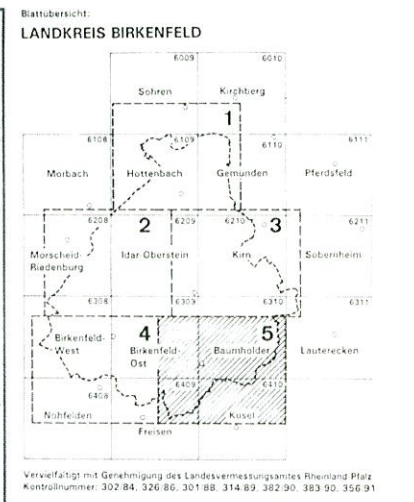 Blattübersicht:
LANDKREIS BIRKENFELD
6009 6010
Sohren Kirchberg
1
6108 6109 6110 6111
Morbach Hottenbach Gemünden Pferdsfeld
6208 2 6209 6210 3 6211
Morscheid-
Riedenburg Idar-Oberstein Kirn Sobernheim
6308 6309 6310 6311
4 5
Birkenfeld-
West Birkenfeld-
Ost Baumholder Lauterecken
6408 6409 6410
Nohfelden Freisen Kusel
Vervielfältigt mit Genehmigung des Landesvermessungsamtes Rheinland Pfalz
Kontrollnummer: 302/84, 326/86, 301/88, 314/89, 382/90, 383/90, 356/91